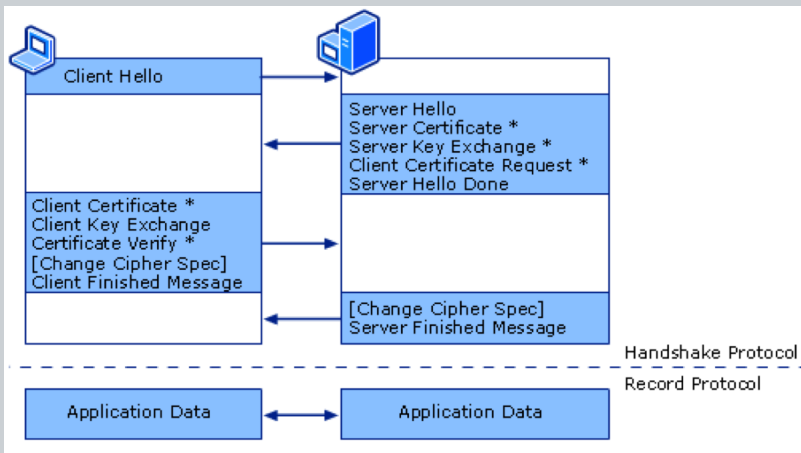 Client Hello
Server Hello
Server Certificate *
Server Key Exchange *
Client Certificate Request *
Server Hello Done
Client Certificate *
Client Key Exchange
Certificate Verify *
[Change Cipher Spec]
Client Finished Message
[Change Cipher Spec]
Server Finished Message
Handshake Protocol
Record Protocol
Application Data
Application Data